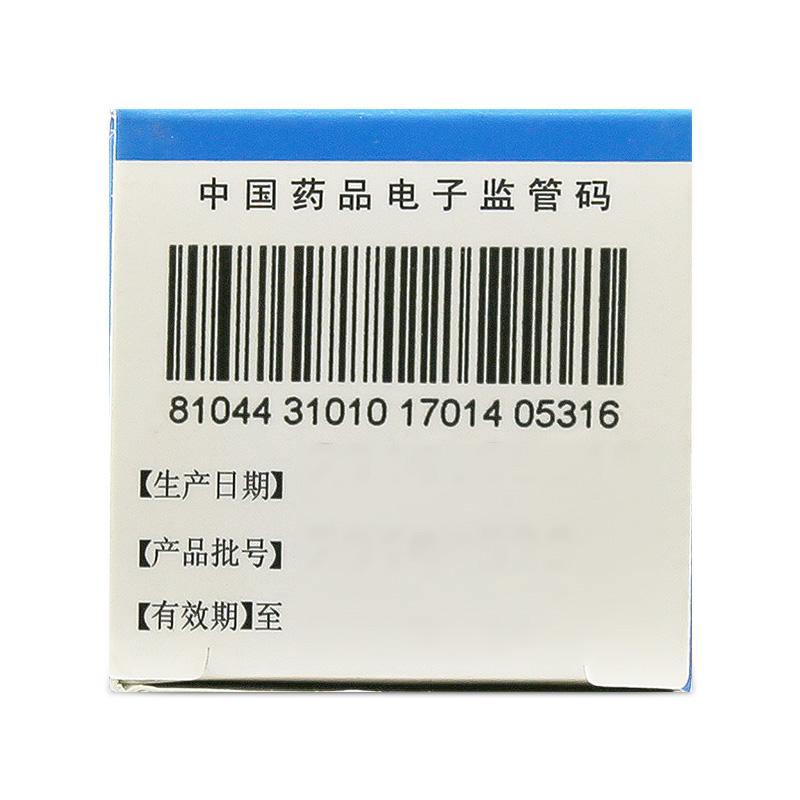 中国药品电子监管码
81044 31010 17014 05316
【生产日期】
【产品批号】
【有效期】至